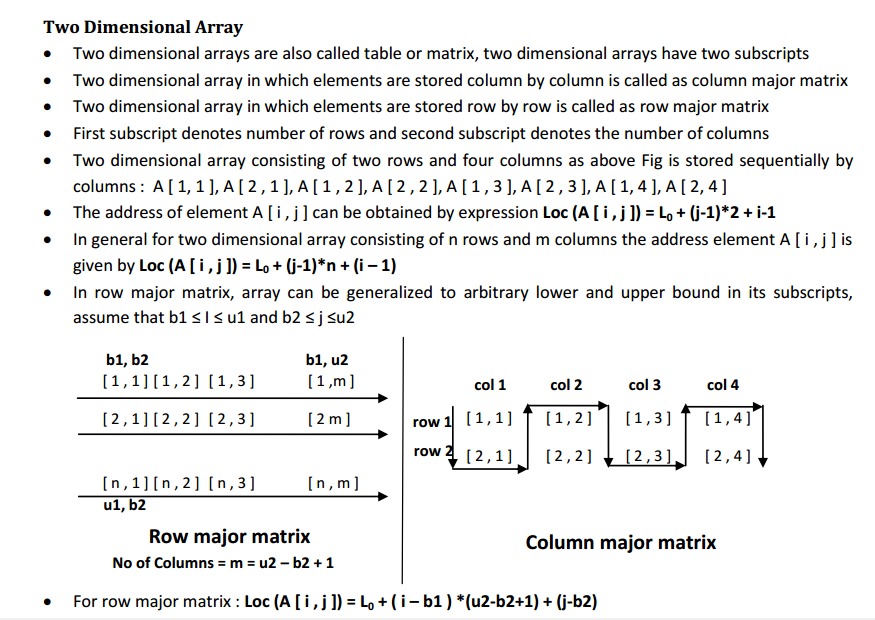 Two Dimensional Array
• Two dimensional arrays are also called table or matrix, two dimensional arrays have two subscripts
• Two dimensional array in which elements are stored column by column is called as column major matrix
• Two dimensional array in which elements are stored row by row is called as row major matrix
• First subscript denotes number of rows and second subscript denotes the number of columns
• Two dimensional array consisting of two rows and four columns as above Fig is stored sequentially by
columns : A [ 1, 1 ], A [ 2 , 1 ], A [ 1 , 2 ], A [ 2 , 2 ], A [ 1 , 3 ], A [ 2 , 3 ], A [ 1, 4 ], A [ 2, 4 ]
• The address of element A [ i , j ] can be obtained by expression Loc (A [ i , j ]) = L₀ + (j-1)*2 + i-1
• In general for two dimensional array consisting of n rows and m columns the address element A [ i , j ] is
given by Loc (A [ i , j ]) = L₀ + (j-1)*n + (i – 1)
• In row major matrix, array can be generalized to arbitrary lower and upper bound in its subscripts,
assume that b1 ≤ I ≤ u1 and b2 ≤ j ≤u2
b1, b2 b1, u2
[ 1 , 1 ] [ 1 , 2 ] [ 1 , 3 ] [ 1 ,m ]
[ 2 , 1 ] [ 2 , 2 ] [ 2 , 3 ] [ 2 m ]
[ n , 1 ] [ n , 2 ] [ n , 3 ] [ n , m ]
u1, b2
Row major matrix
No of Columns = m = u2 – b2 + 1
col 1 col 2 col 3 col 4
row 1 [ 1 , 1 ] [ 1 , 2 ] [ 1 , 3 ] [ 1 , 4 ]
row 2 [ 2 , 1 ] [ 2 , 2 ] [ 2 , 3 ] [ 2 , 4 ]
Column major matrix
• For row major matrix : Loc (A [ i , j ]) = L₀ + ( i – b1 ) *(u2-b2+1) + (j-b2)